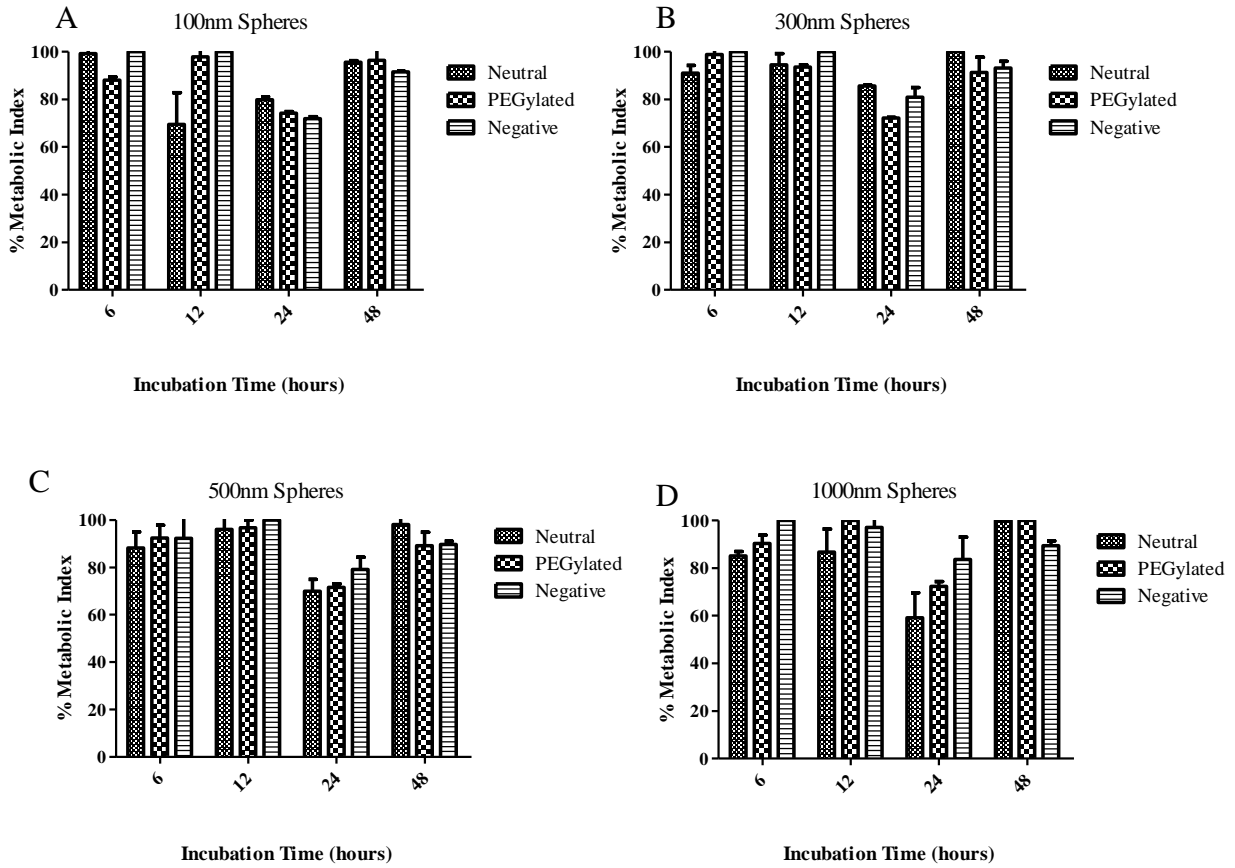 A
100nm Spheres
100
80
60
40
20
0
% Metabolic Index
6
12
24
48
Incubation Time (hours)
Neutral
PEGylated
Negative
B
300nm Spheres
100
80
60
40
20
0
% Metabolic Index
6
12
24
48
Incubation Time (hours)
Neutral
PEGylated
Negative
C
500nm Spheres
100
80
60
40
20
0
% Metabolic Index
6
12
24
48
Incubation Time (hours)
Neutral
PEGylated
Negative
D
1000nm Spheres
100
80
60
40
20
0
% Metabolic Index
6
12
24
48
Incubation Time (hours)
Neutral
PEGylated
Negative